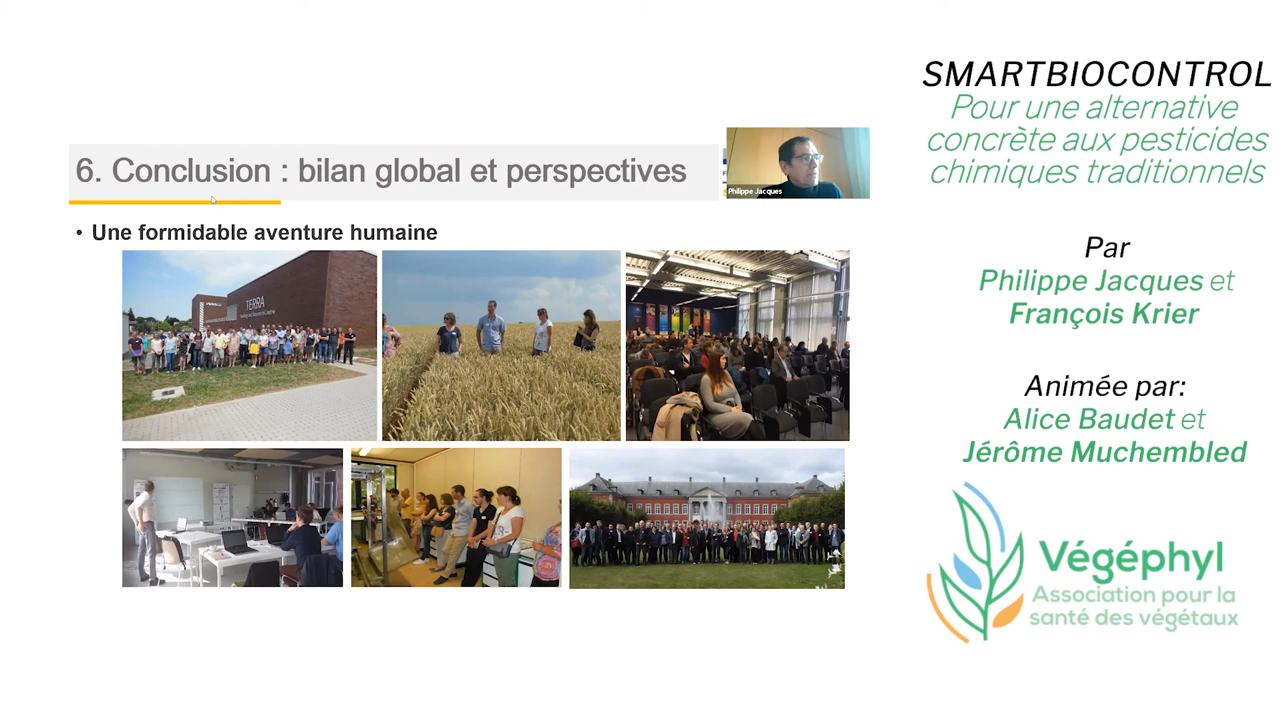 6. Conclusion : bilan global et perspectives
Philippe Jacques
• Une formidable aventure humaine
TERRA
SMARTBIOCONTROL
Pour une alternative
concrète aux pesticides
chimiques traditionnels
Par
Philippe Jacques et
François Krier
Animée par:
Alice Baudet et
Jérôme Muchembled
Végéphyl
Association pour la
santé des végétaux